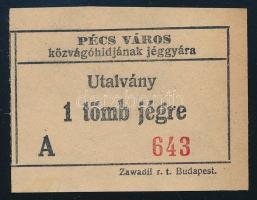 PÉCS VÁROS
közvágóhidjának jéggyára
Utalvány
1 tömb jégre
A 643
Zawadil r. t. Budapest.